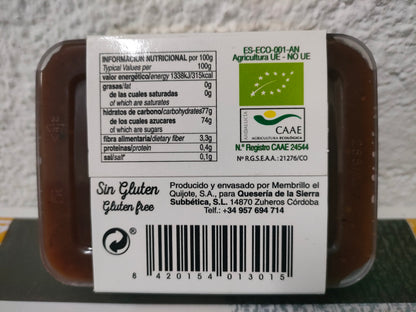 INFORMACIÓN NUTRICIONAL por 100g
Typical Values per 100g
valor energético/energy 1338kJ/315kcal
grasas/fat 0g
de las cuales saturadas 0g
of which are saturates
hidratos de carbono/carbohydrates 77g
de los cuales azucares 74g
of which are sugars
fibra alimentaria/dietary fiber 3,3g
proteinas/protein 0,4g
sal/salt 0,1g
ES-ECO-001-AN
Agricultura UE - NO UE
ANDALUCÍA
CAAE
AGRICULTURA ECOLÓGICA
N.º Registro CAAE 24544
Nº R.G.S.E.A.A.: 21276/CO
Sin Gluten
Gluten free
Producido y envasado por Membrillo el
Quijote, S.A., para Quesería de la Sierra
Subbética, S.L. 14870 Zuheros Córdoba
Telf.: +34 957 694 714
8 420154 013015